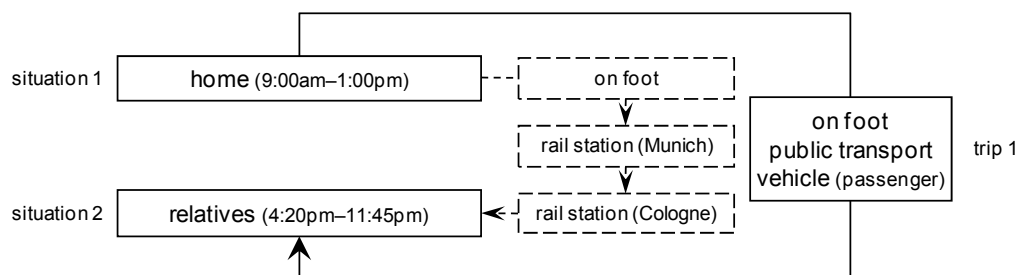 situation 1
home (9:00am–1:00pm)
on foot
rail station (Munich)
on foot
public transport
vehicle (passenger)
trip 1
situation 2
relatives (4:20pm–11:45pm)
rail station (Cologne)